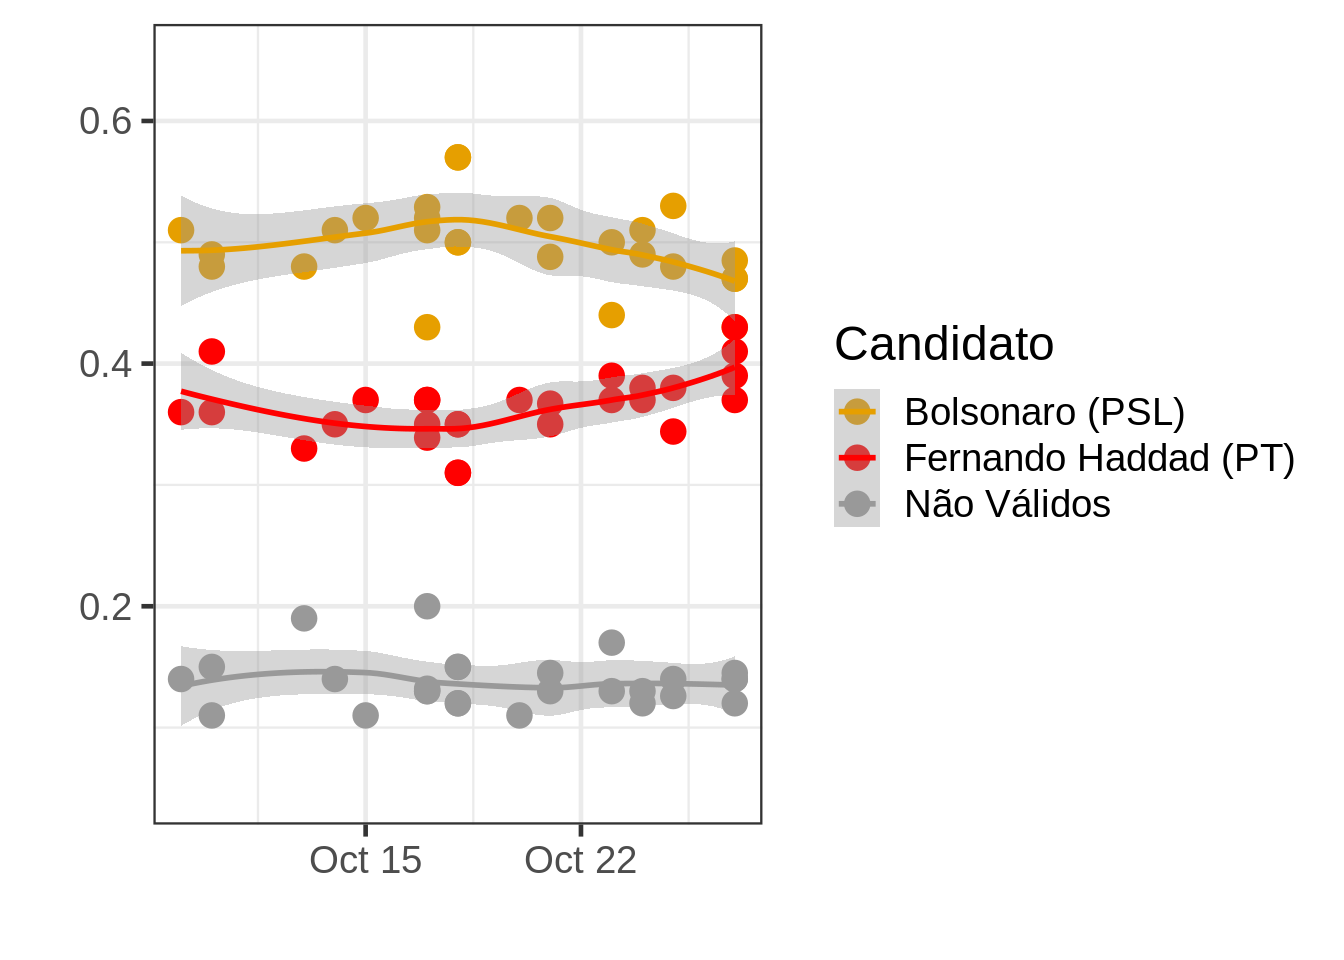 0.6
0.4
0.2
Oct 15
Oct 22
Candidato
Bolsonaro (PSL)
Fernando Haddad (PT)
Não Válidos